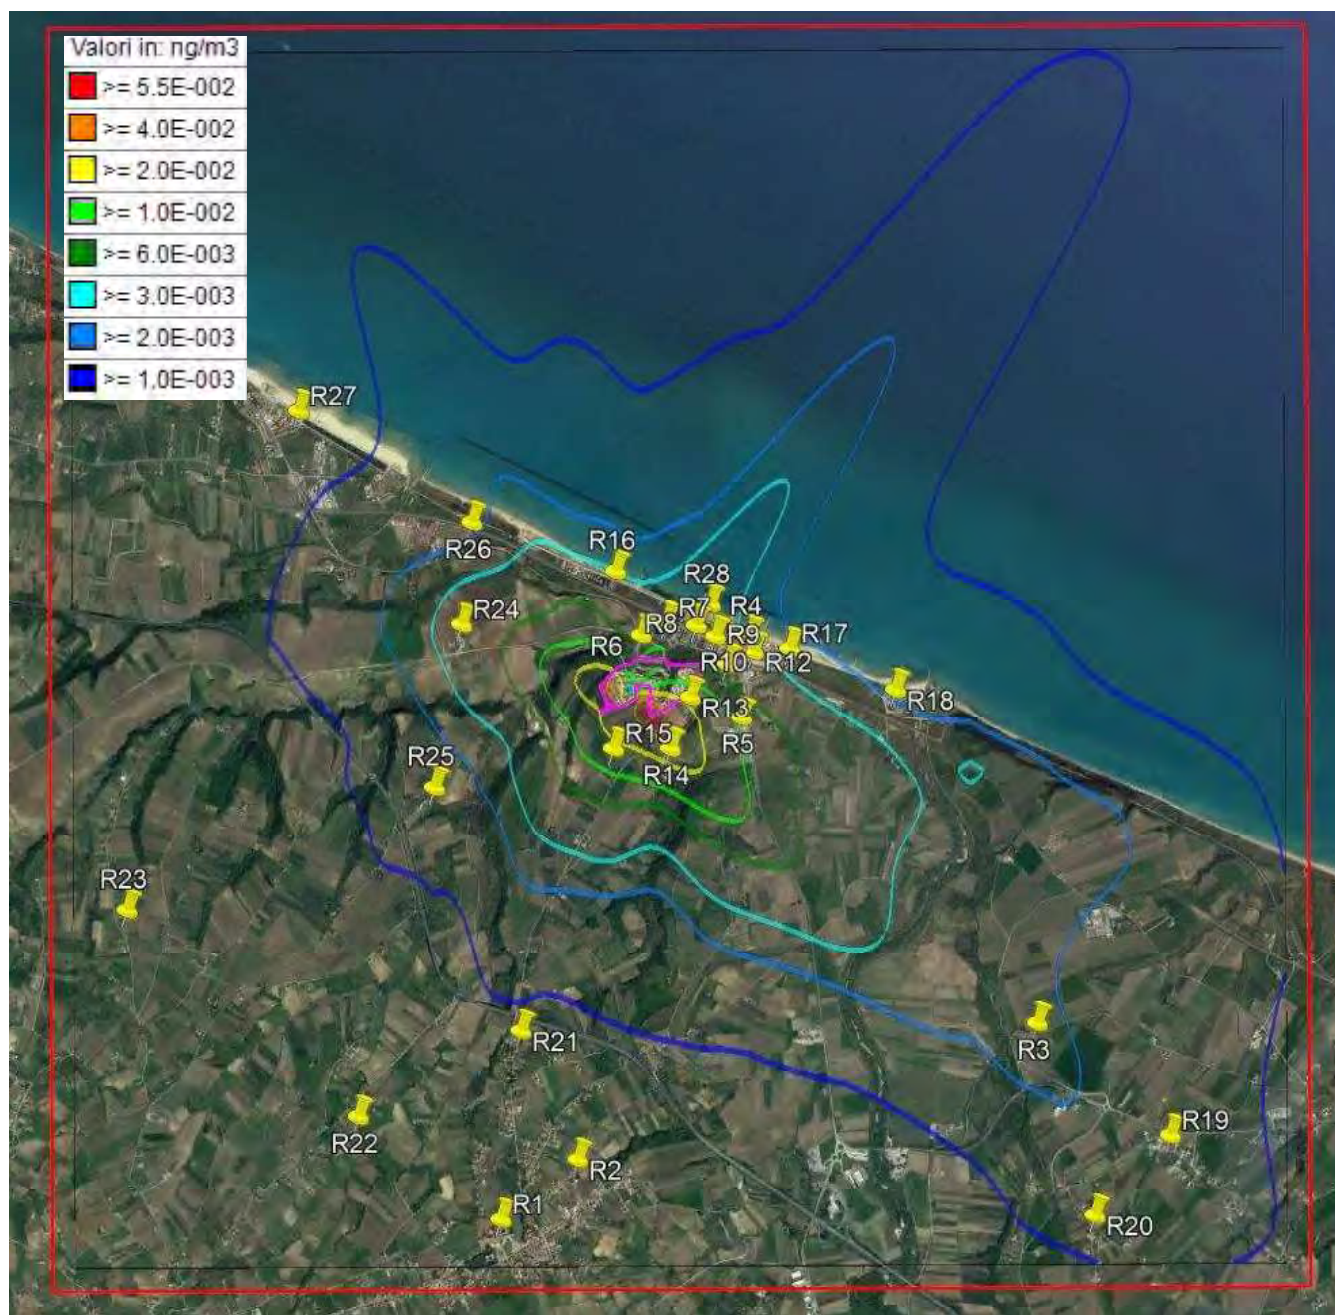 Valori in: ng/m3
>= 5.5E-002
>= 4.0E-002
>= 2.0E-002
>= 1.0E-002
>= 6.0E-003
>= 3.0E-003
>= 2.0E-003
>= 1,0E-003
R27
R26
R16
R28
R24
R7
R4
R8
R9
R17
R6
R10
R12
R18
R13
R15
R5
R14
R25
R23
R3
R21
R22
R19
R2
R1
R20